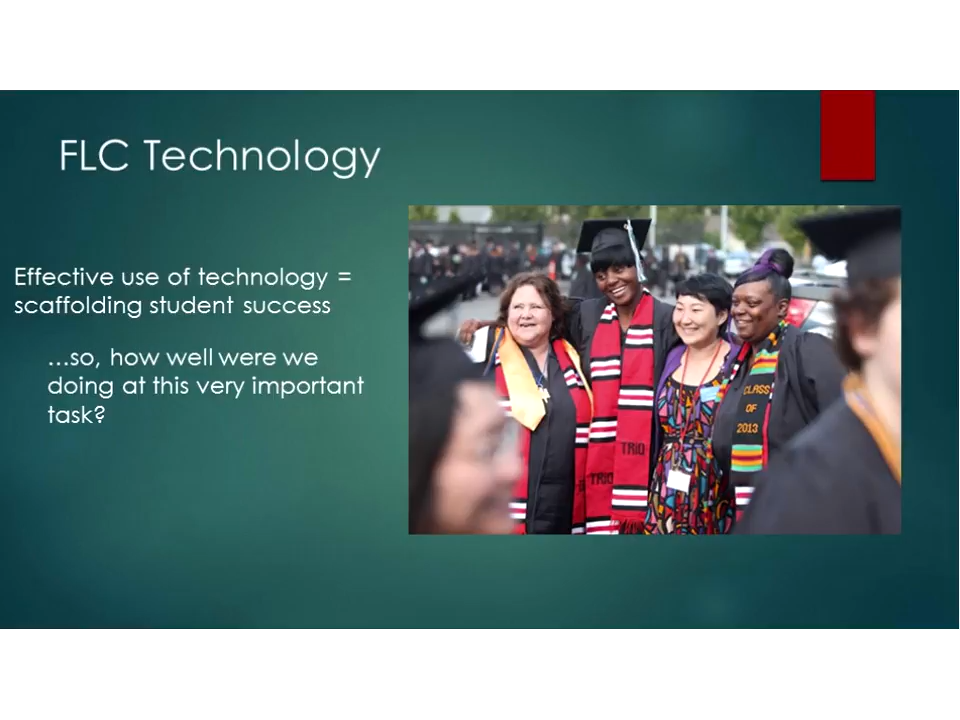 FLC Technology
Effective use of technology =
scaffolding student success
...so, how well were we
doing at this very important
task?
CLASS
OF
2013
TRiO
TRiO